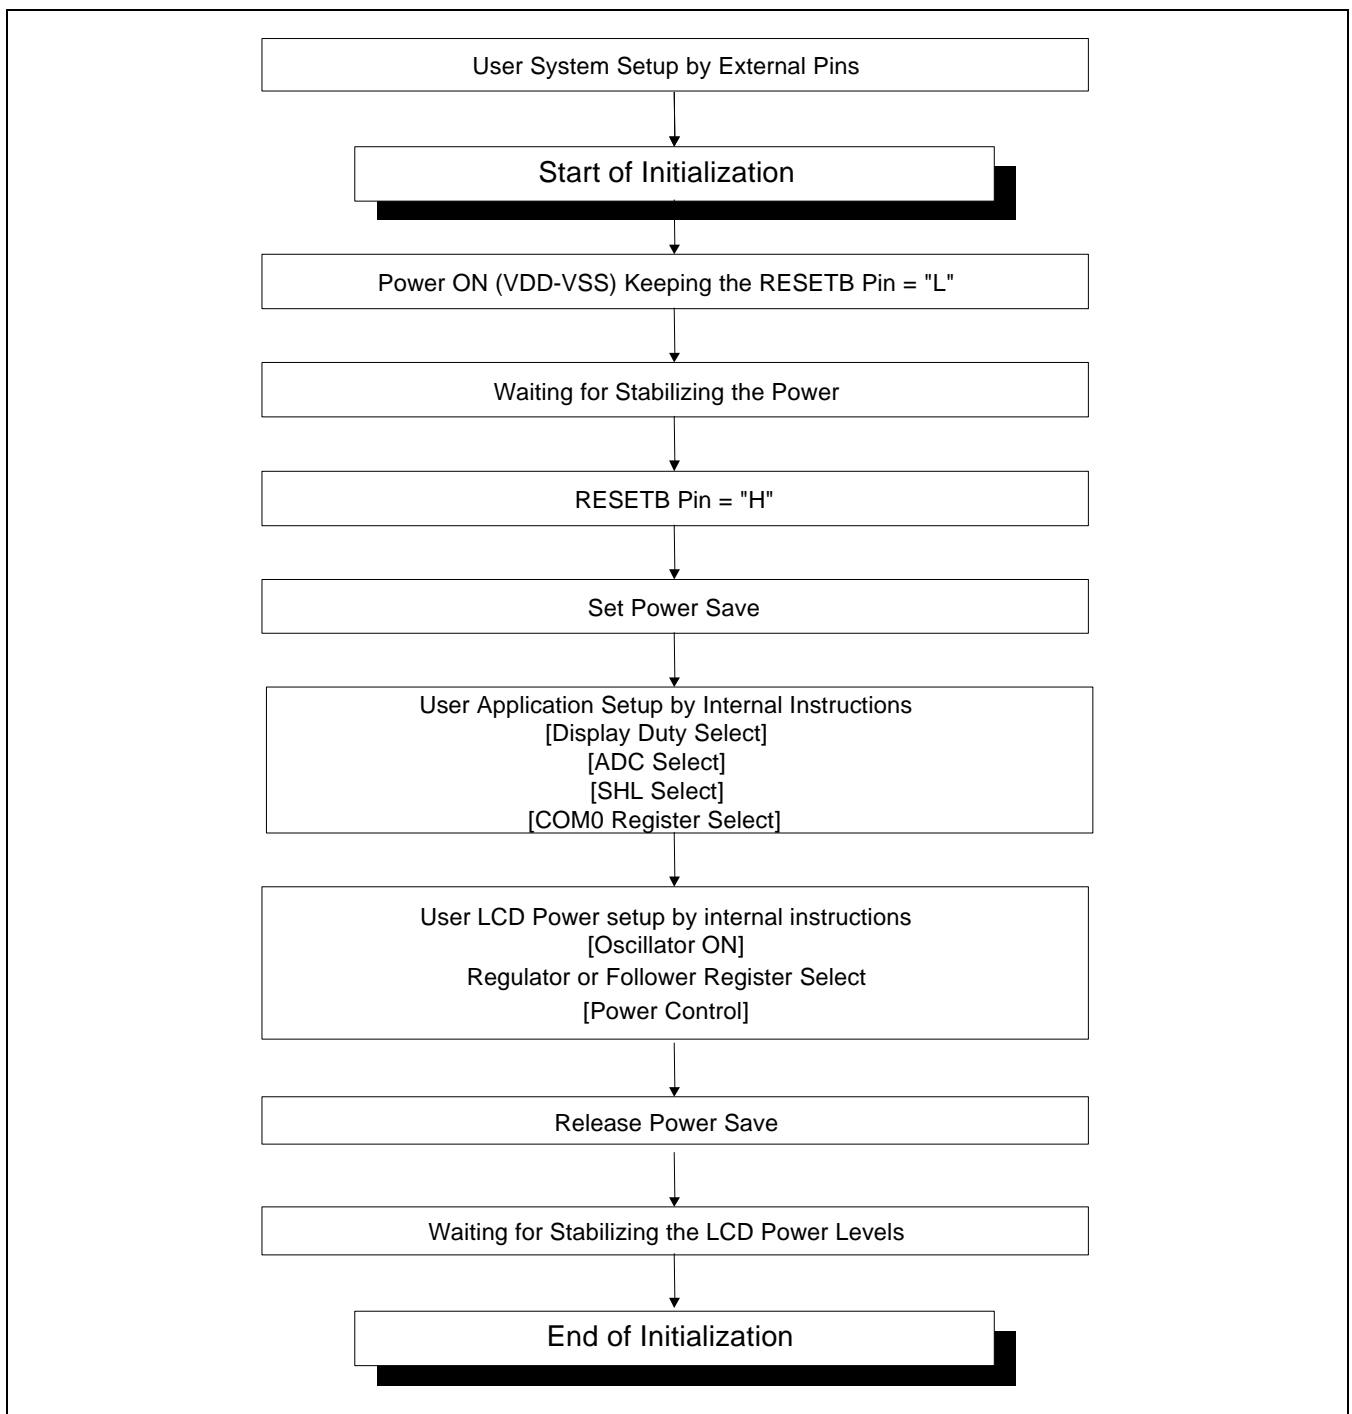 User System Setup by External Pins
Start of Initialization
Power ON (VDD-VSS) Keeping the RESETB Pin = "L"
Waiting for Stabilizing the Power
RESETB Pin = "H"
Set Power Save
User Application Setup by Internal Instructions
[Display Duty Select]
[ADC Select]
[SHL Select]
[COM0 Register Select]
User LCD Power setup by internal instructions
[Oscillator ON]
Regulator or Follower Register Select
[Power Control]
Release Power Save
Waiting for Stabilizing the LCD Power Levels
End of Initialization